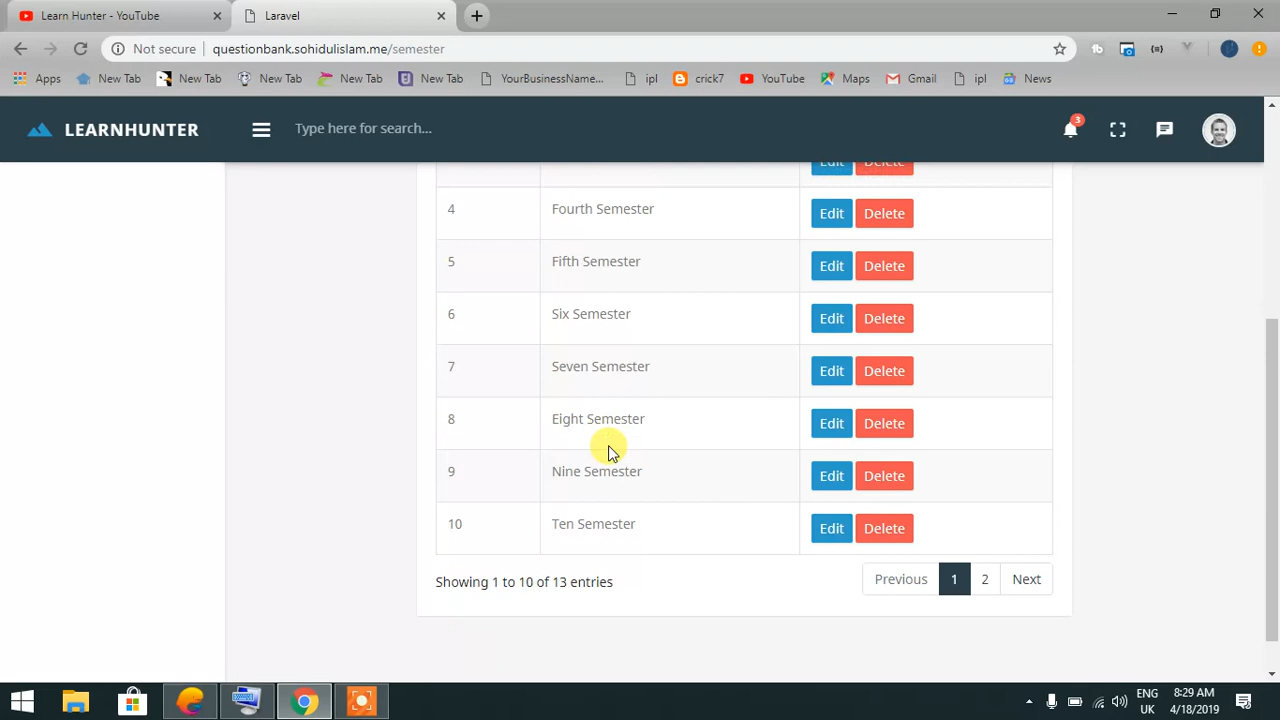 Learn Hunter - YouTube
Laravel
Not secure
questionbank.sohidulislam.me/semester
Apps
New Tab
New Tab
New Tab
New Tab
New Tab
YourBusinessName...
ipl
crick7
YouTube
Maps
Gmail
ipl
News
LEARNHUNTER
Type here for search...
3
Edit Delete
4 Fourth Semester Edit Delete
5 Fifth Semester Edit Delete
6 Six Semester Edit Delete
7 Seven Semester Edit Delete
8 Eight Semester Edit Delete
9 Nine Semester Edit Delete
10 Ten Semester Edit Delete
Showing 1 to 10 of 13 entries
Previous 1 2 Next
ENG
UK
8:29 AM
4/18/2019